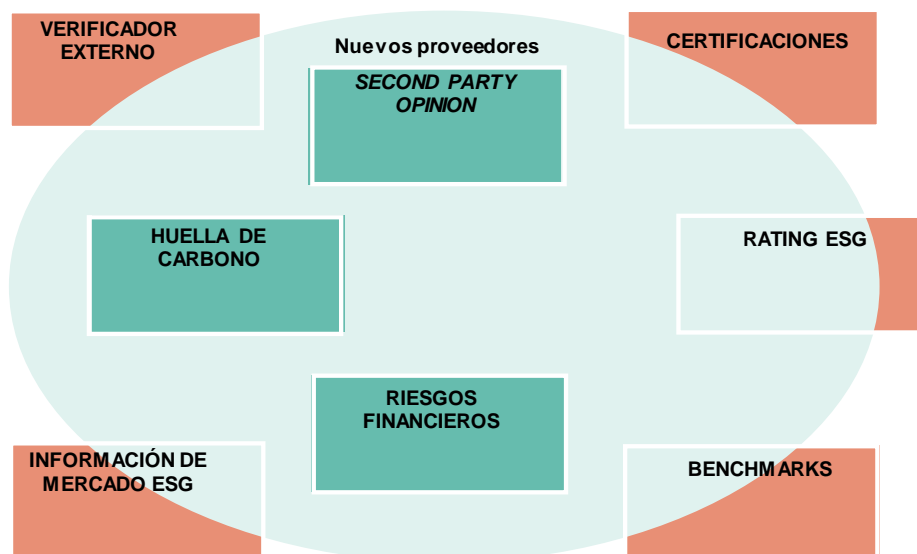 VERIFICADOR
EXTERNO
Nuevos proveedores
CERTIFICACIONES
SECOND PARTY
OPINION
HUELLA DE
CARBONO
RATING ESG
RIESGOS
FINANCIEROS
INFORMACIÓN DE
MERCADO ESG
BENCHMARKS